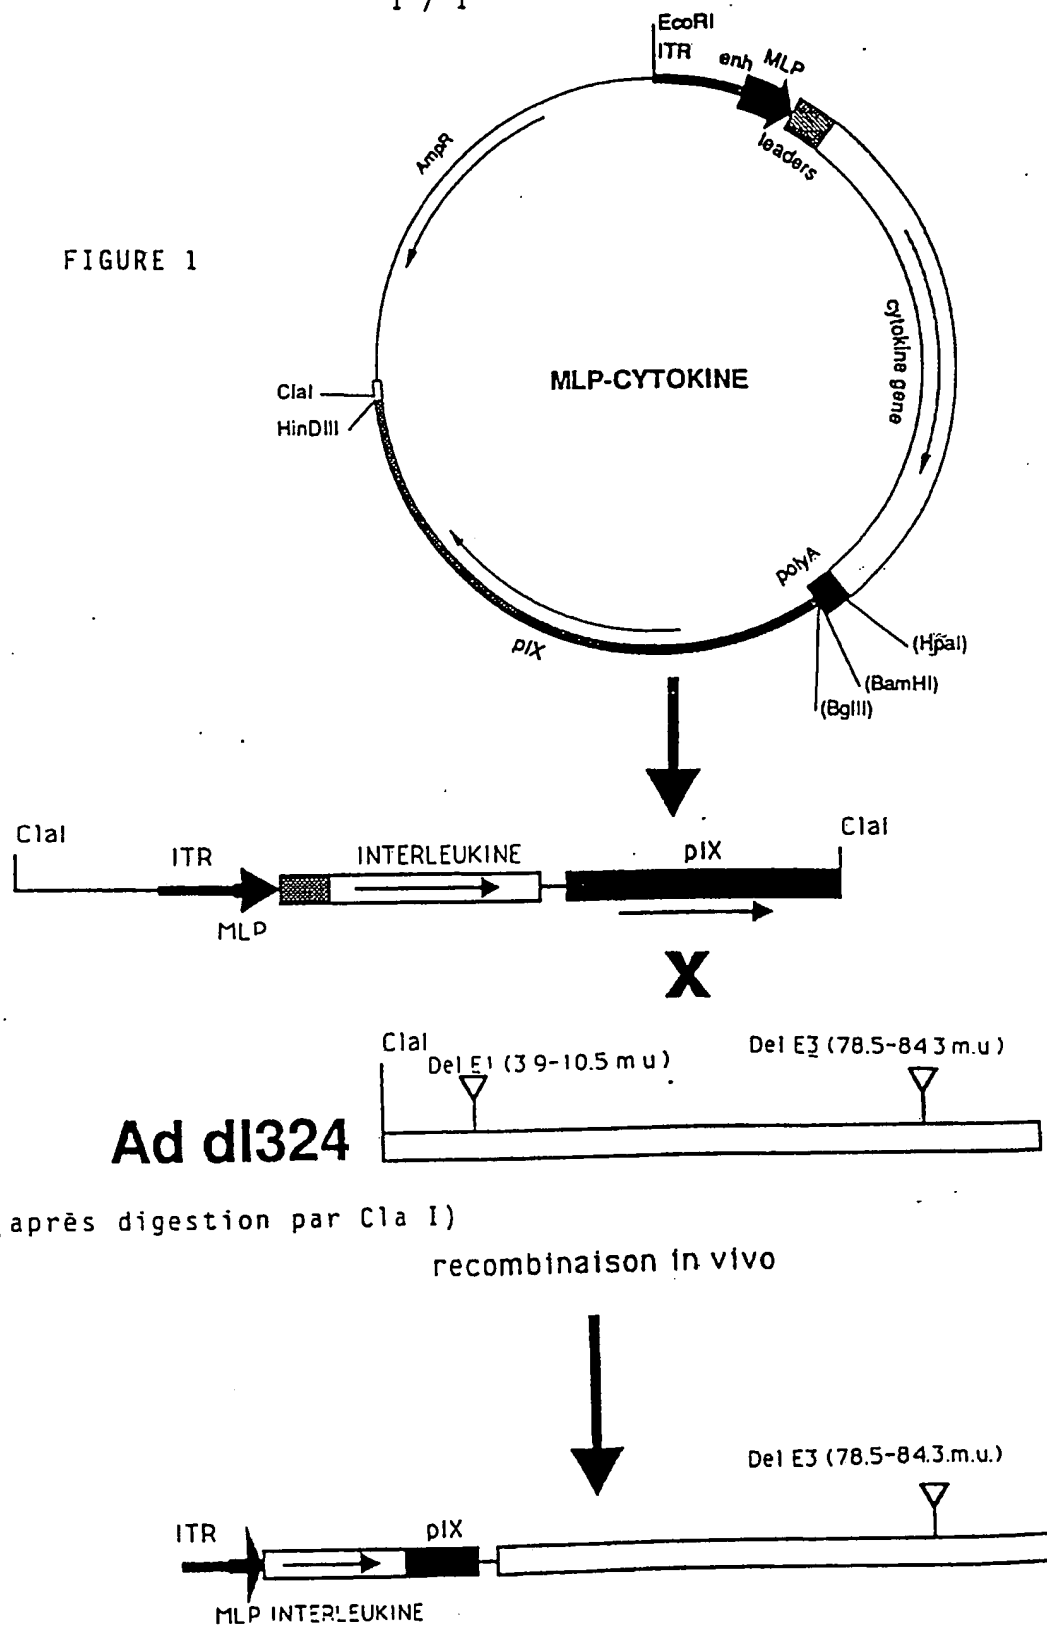 1 / 1
EcoRI
ITR
enh MLP
leaders
AmpR
FIGURE 1
cytokine gene
MLP-CYTOKINE
ClaI
HinDIII
polyA
pIX
(HpaI)
(BamHI)
(BglII)
ClaI
ClaI
ITR
INTERLEUKINE
pIX
MLP
X
ClaI
Del E1 (3 9-10.5 m u)
Del E3 (78.5-84 3 m.u)
Ad dl324
après digestion par Cla I)
recombinaison in vivo
Del E3 (78.5-84.3.m.u.)
ITR
pIX
MLP INTERLEUKINE